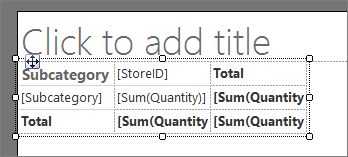 Click to add title
Subcategory [StoreID] Total
[Subcategory] [Sum(Quantity)] [Sum(Quantity
Total [Sum(Quantity [Sum(Quantity